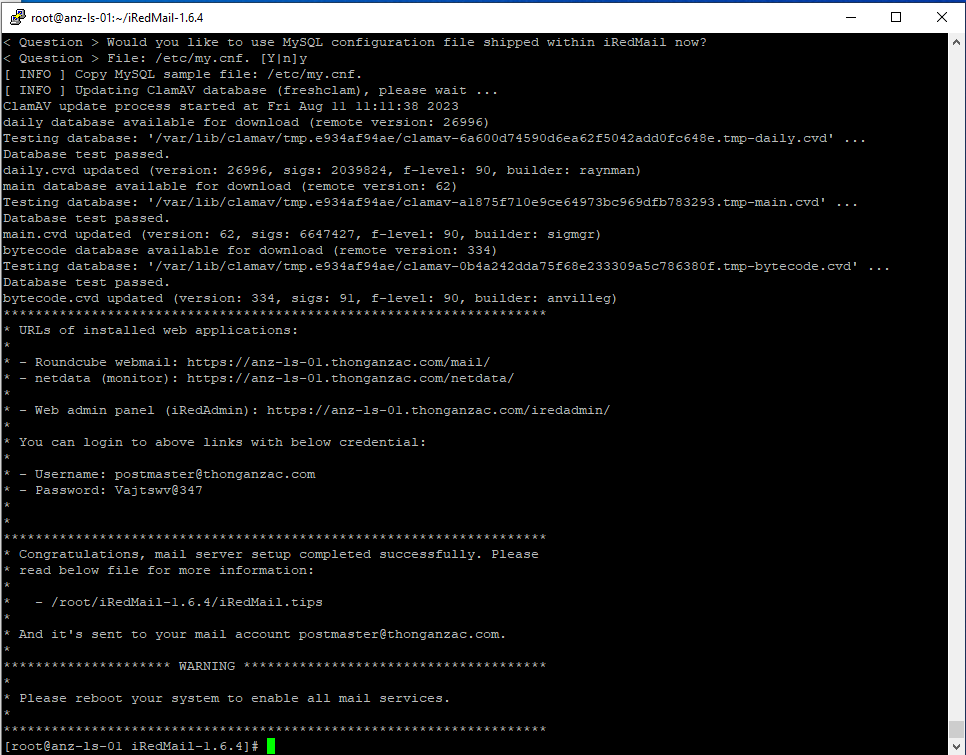 root@anz-ls-01:~/iRedMail-1.6.4
< Question > Would you like to use MySQL configuration file shipped within iRedMail now?
< Question > File: /etc/my.cnf. [Y|n]y
[ INFO ] Copy MySQL sample file: /etc/my.cnf.
[ INFO ] Updating ClamAV database (freshclam), please wait ...
ClamAV update process started at Fri Aug 11 11:11:38 2023
daily database available for download (remote version: 26996)
Testing database: '/var/lib/clamav/tmp.e934af94ae/clamav-6a600d74590d6ea62f5042add0fc648e.tmp-daily.cvd' ...
Database test passed.
daily.cvd updated (version: 26996, sigs: 2039824, f-level: 90, builder: raynman)
main database available for download (remote version: 62)
Testing database: '/var/lib/clamav/tmp.e934af94ae/clamav-a1875f710e9ce64973bc969dfb783293.tmp-main.cvd' ...
Database test passed.
main.cvd updated (version: 62, sigs: 6647427, f-level: 90, builder: sigmgr)
bytecode database available for download (remote version: 334)
Testing database: '/var/lib/clamav/tmp.e934af94ae/clamav-0b4a242dda75f68e233309a5c786380f.tmp-bytecode.cvd' ...
Database test passed.
bytecode.cvd updated (version: 334, sigs: 91, f-level: 90, builder: anvilleg)
********************************************************************
* URLs of installed web applications:
*
* - Roundcube webmail: https://anz-ls-01.thonganzac.com/mail/
* - netdata (monitor): https://anz-ls-01.thonganzac.com/netdata/
*
* - Web admin panel (iRedAdmin): https://anz-ls-01.thonganzac.com/iredadmin/
*
* You can login to above links with below credential:
*
* - Username: postmaster@thonganzac.com
* - Password: Vajtswv@347
*
*
********************************************************************
* Congratulations, mail server setup completed successfully. Please
* read below file for more information:
*
*   - /root/iRedMail-1.6.4/iRedMail.tips
*
* And it's sent to your mail account postmaster@thonganzac.com.
*
********************* WARNING **************************************
*
* Please reboot your system to enable all mail services.
*
********************************************************************
[root@anz-ls-01 iRedMail-1.6.4]#